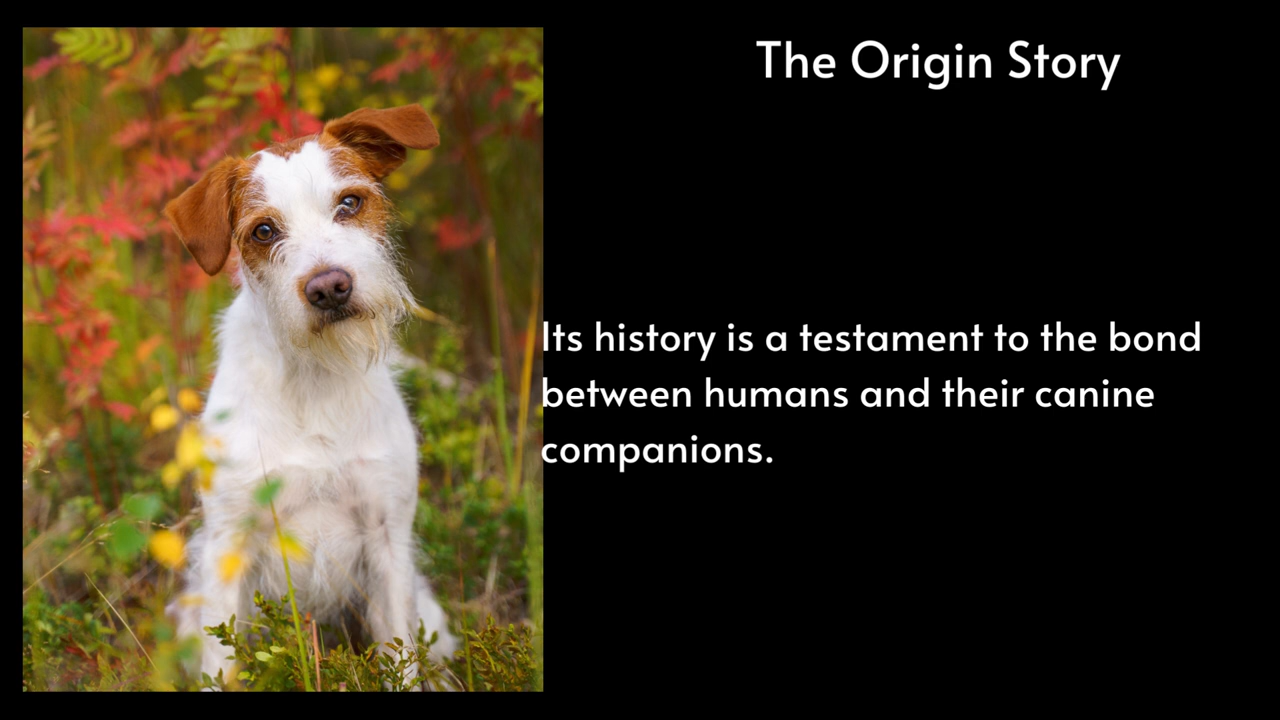 The Origin Story
Its history is a testament to the bond
between humans and their canine
companions.